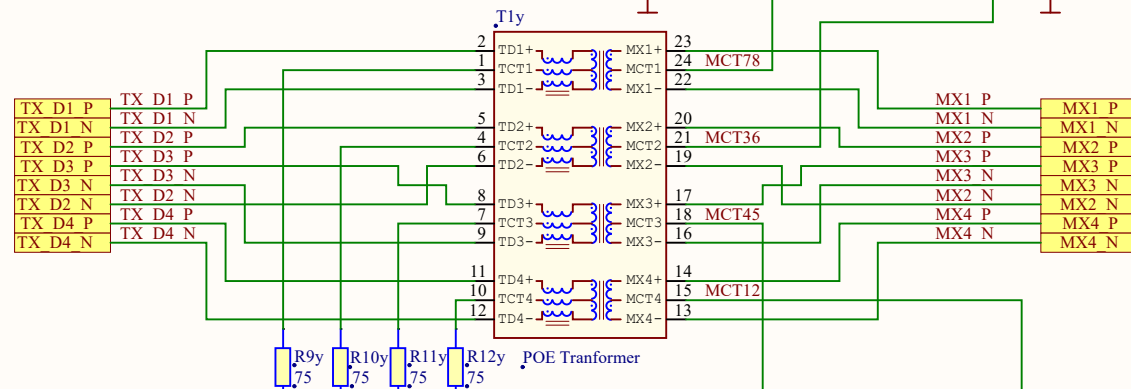 T1y
2 TD1+ MX1+ 23
1 TCT1 MCT1 24 MCT78
3 TD1- MX1- 22
TX_D1_P TX_D1_P MX1_P MX1_P
TX_D1_N TX_D1_N MX1_N MX1_N
5 TD2+ MX2+ 20
TX_D2_P TX_D2_P MX2_P MX2_P
4 TCT2 MCT2 21 MCT36
TX_D3_P TX_D3_P MX3_P MX3_P
6 TD2- MX2- 19
TX_D3_N TX_D3_N MX3_N MX3_N
TX_D2_N TX_D2_N MX2_N MX2_N
8 TD3+ MX3+ 17
TX_D4_P TX_D4_P MX4_P MX4_P
7 TCT3 MCT3 18 MCT45
TX_D4_N TX_D4_N MX4_N MX4_N
9 TD3- MX3- 16
11 TD4+ MX4+ 14
10 TCT4 MCT4 15 MCT12
12 TD4- MX4- 13
R9y R10y R11y R12y POE Tranformer
75 75 75 75